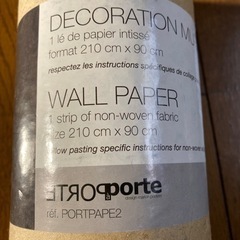 DECORATION MU
1 lé de papier intissé
format 210 cm x 90 cm
respectez les instructions spécifiques de collage
WALL PAPER
1 strip of non-woven fabric
size 210 cm x 90 cm
follow pasting specific instructions for
PORTE porte
réf. PORTPAPE2